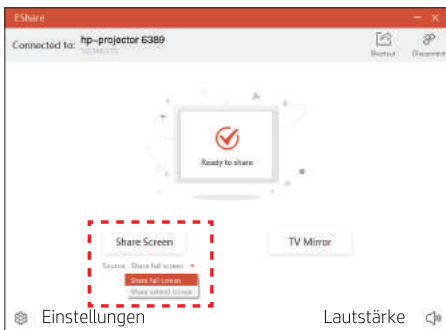 EShare
Connected to: hp-projector 6389
Shortcut
Disconnect
Ready to share
Share Screen
TV Mirror
Source Share full screen
Share full screen
Share extend screen
Einstellungen
Lautstärke